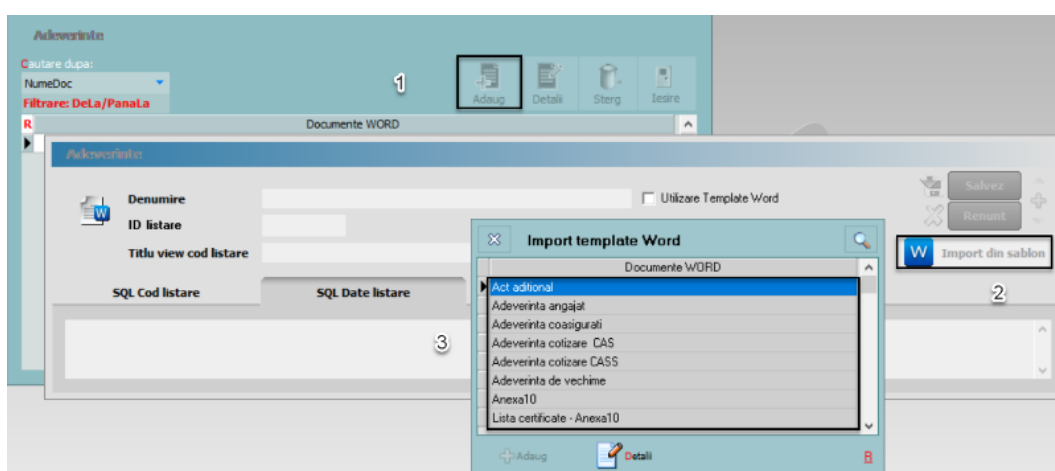 Adeverinte
Cautare dupa:
NumeDoc
Filtrare: DeLa/PanaLa
1
Adaug Detalii Sterg Iesire
R Documente WORD
Adeverinte
Denumire
Utilizare Template Word
Salvez
ID listare
Renunt
Titlu view cod listare
W Import din sablon
2
SQL Cod listare SQL Date listare
3
Import template Word
Documente WORD
Act aditional
Adeverinta angajat
Adeverinta coasigurati
Adeverinta cotizare CAS
Adeverinta cotizare CASS
Adeverinta de vechime
Anexa10
Lista certificate - Anexa10
Adaug Detalii R